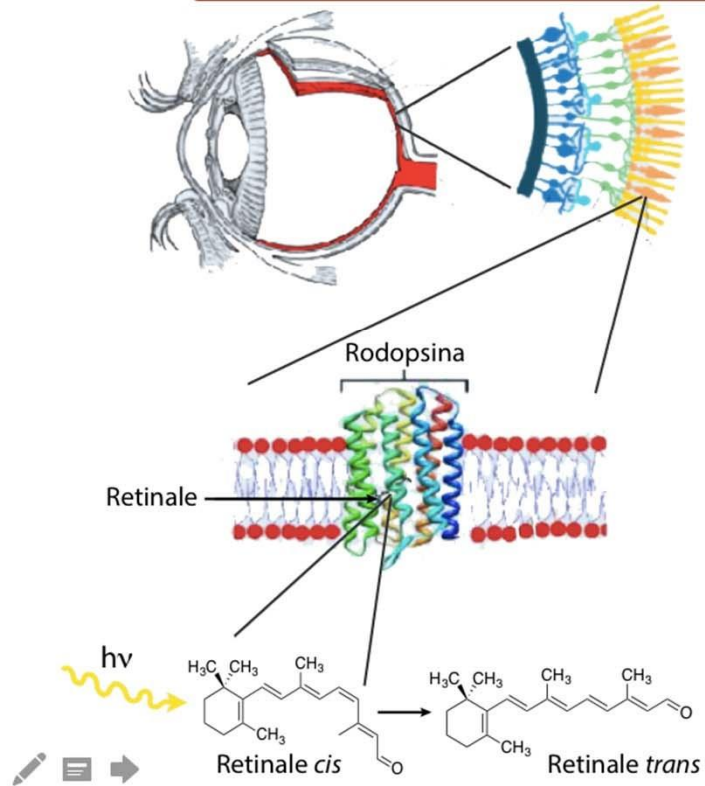 Rodopsina
Retinale
hν
H₃C CH₃
CH₃
CH₃
O
Retinale cis
H₃C CH₃
CH₃
CH₃
CH₃
O
Retinale trans